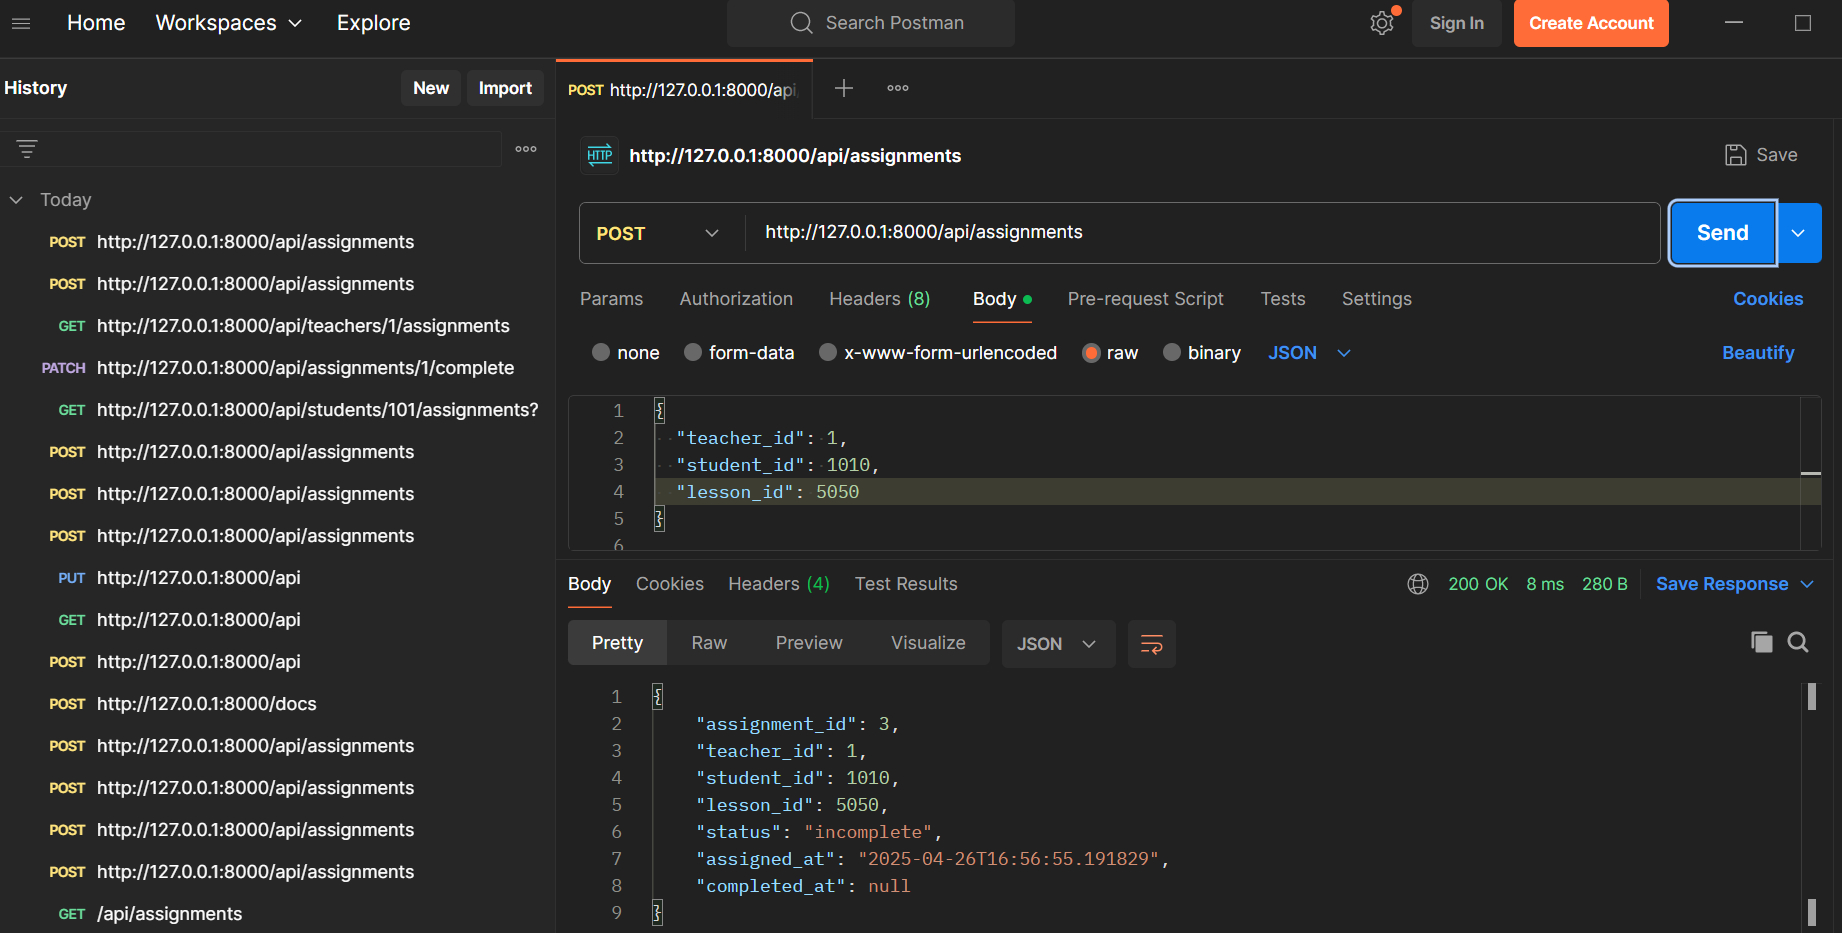 Home Workspaces Explore Search Postman Sign In Create Account
History New Import
POST http://127.0.0.1:8000/api
HTTP http://127.0.0.1:8000/api/assignments Save
Today
POST http://127.0.0.1:8000/api/assignments
POST http://127.0.0.1:8000/api/assignments
GET http://127.0.0.1:8000/api/teachers/1/assignments
PATCH http://127.0.0.1:8000/api/assignments/1/complete
GET http://127.0.0.1:8000/api/students/101/assignments?
POST http://127.0.0.1:8000/api/assignments
POST http://127.0.0.1:8000/api/assignments
POST http://127.0.0.1:8000/api/assignments
PUT http://127.0.0.1:8000/api
GET http://127.0.0.1:8000/api
POST http://127.0.0.1:8000/api
POST http://127.0.0.1:8000/docs
POST http://127.0.0.1:8000/api/assignments
POST http://127.0.0.1:8000/api/assignments
POST http://127.0.0.1:8000/api/assignments
POST http://127.0.0.1:8000/api/assignments
GET /api/assignments
POST http://127.0.0.1:8000/api/assignments Send
Params Authorization Headers (8) Body Pre-request Script Tests Settings Cookies
none form-data x-www-form-urlencoded raw binary JSON Beautify
1 {
2 "teacher_id": 1,
3 "student_id": 1010,
4 "lesson_id": 5050
5 }
6
Body Cookies Headers (4) Test Results 200 OK 8 ms 280 B Save Response
Pretty Raw Preview Visualize JSON
1 {
2 "assignment_id": 3,
3 "teacher_id": 1,
4 "student_id": 1010,
5 "lesson_id": 5050,
6 "status": "incomplete",
7 "assigned_at": "2025-04-26T16:56:55.191829",
8 "completed_at": null
9 }